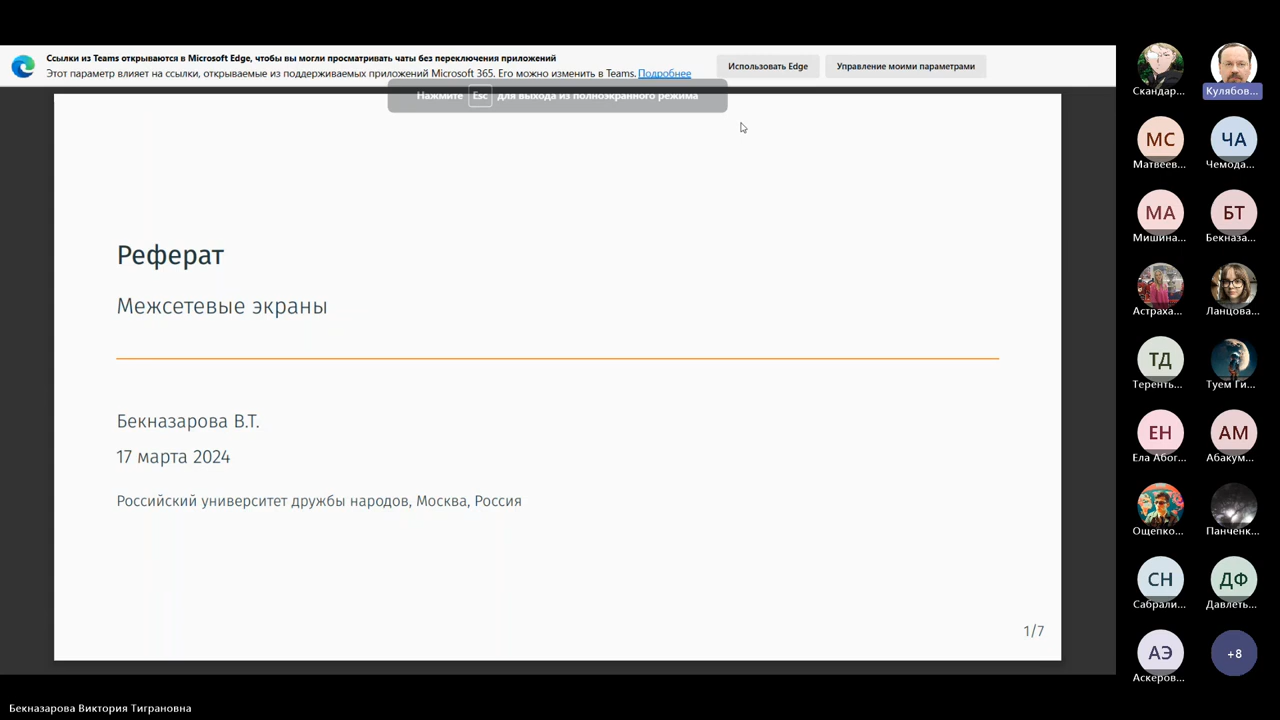 Ссылки из Teams открываются в Microsoft Edge, чтобы вы могли просматривать чаты без переключения приложений
Этот параметр влияет на ссылки, открываемые из поддерживаемых приложений Microsoft 365. Его можно изменить в Teams. Подробнее
Использовать Edge
Управление моими параметрами
Нажмите Esc для выхода из полноэкранного режима
Реферат
Межсетевые экраны
Бекназарова В.Т.
17 марта 2024
Российский университет дружбы народов, Москва, Россия
1/7
Скандар...
Кулябов...
МС
Матвеев...
ЧА
Чемода...
МА
Мишина...
БТ
Бекназа...
Астраха...
Ланцова...
ТД
Теренть...
Туем Ги...
ЕН
Ела Абог...
АМ
Абакум...
Ощепко...
Панченк...
СН
Сабрали...
ДФ
Давлеть...
АЭ
Аскеров...
+8
Бекназарова Виктория Тиграновна